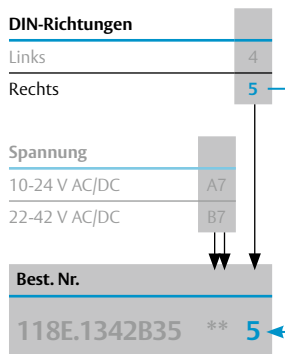 DIN-Richtungen
Links 4
Rechts 5
Spannung
10-24 V AC/DC A7
22-42 V AC/DC B7
Best. Nr.
118E.1342B35 ** 5